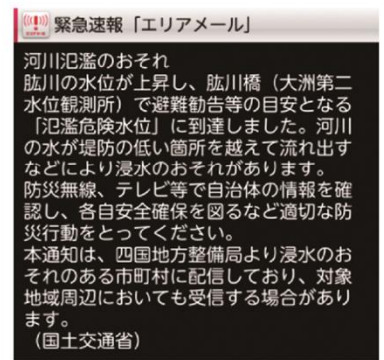 緊急速報「エリアメール」
河川氾濫のおそれ
肱川の水位が上昇し、肱川橋（大洲第二
水位観測所）で避難勧告等の目安となる
「氾濫危険水位」に到達しました。河川
の水が堤防の低い箇所を越えて流れ出す
などにより浸水のおそれがあります。
防災無線、テレビ等で自治体の情報を確
認し、各自安全確保を図るなど適切な防
災行動をとってください。
本通知は、四国地方整備局より浸水のお
それのある市町村に配信しており、対象
地域周辺においても受信する場合があり
ます。
（国土交通省）